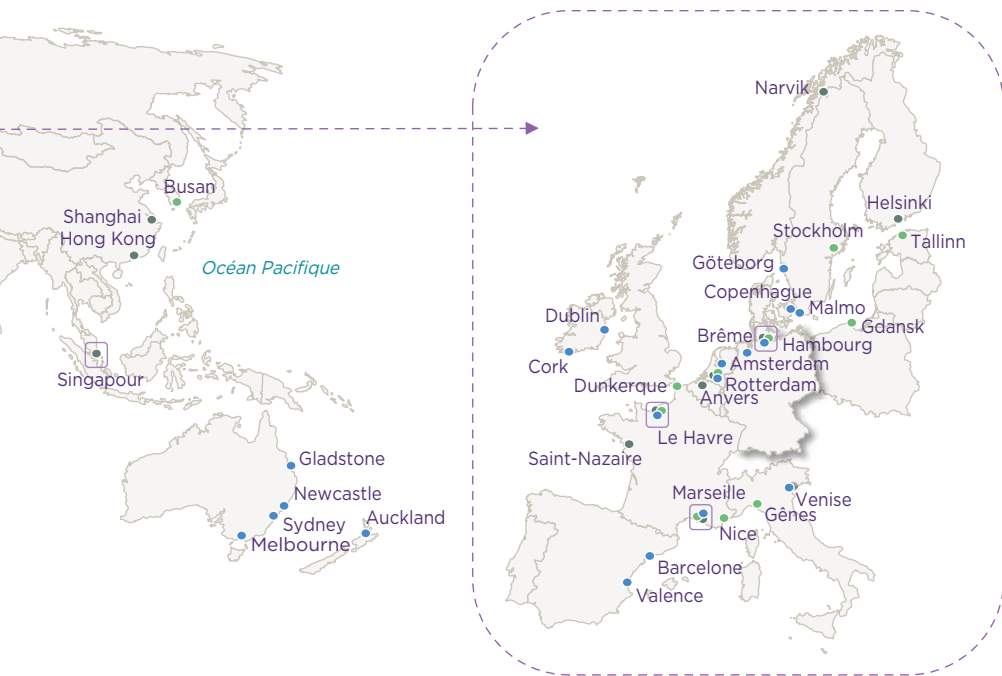 Busan
Shanghai
Hong Kong
Océan Pacifique
Singapour
Gladstone
Newcastle
Sydney
Auckland
Melbourne
Narvik
Helsinki
Stockholm
Tallinn
Göteborg
Copenhague
Malmo
Dublin
Gdansk
Brême
Hambourg
Cork
Amsterdam
Dunkerque
Rotterdam
Anvers
Le Havre
Saint-Nazaire
Marseille
Venise
Gênes
Nice
Barcelone
Valence